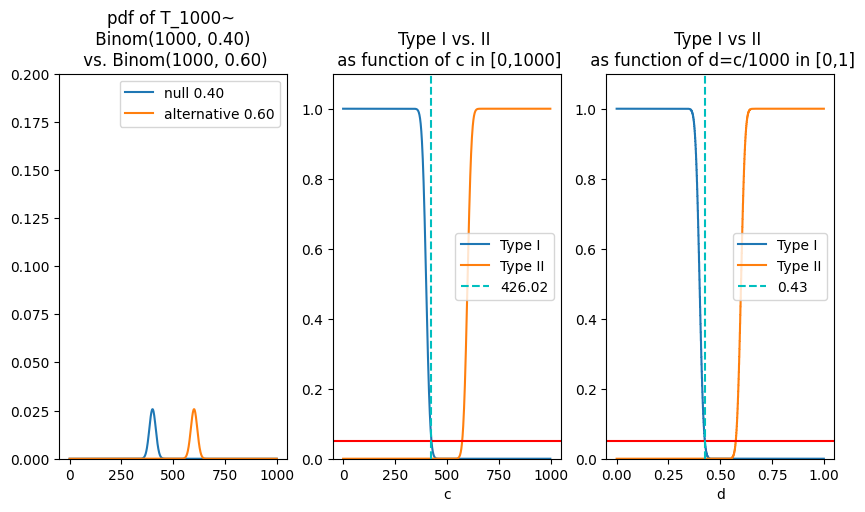 pdf of T_1000~
Binom(1000, 0.40)
vs. Binom(1000, 0.60)
0.200
0.175
0.150
0.125
0.100
0.075
0.050
0.025
0.000
0
250
500
750
1000
null 0.40
alternative 0.60
Type I vs. II
as function of c in [0,1000]
1.0
0.8
0.6
0.4
0.2
0.0
0
250
500
750
1000
c
Type I
Type II
426.02
Type I vs II
as function of d=c/1000 in [0,1]
1.0
0.8
0.6
0.4
0.2
0.0
0.00
0.25
0.50
0.75
1.00
d
Type I
Type II
0.43